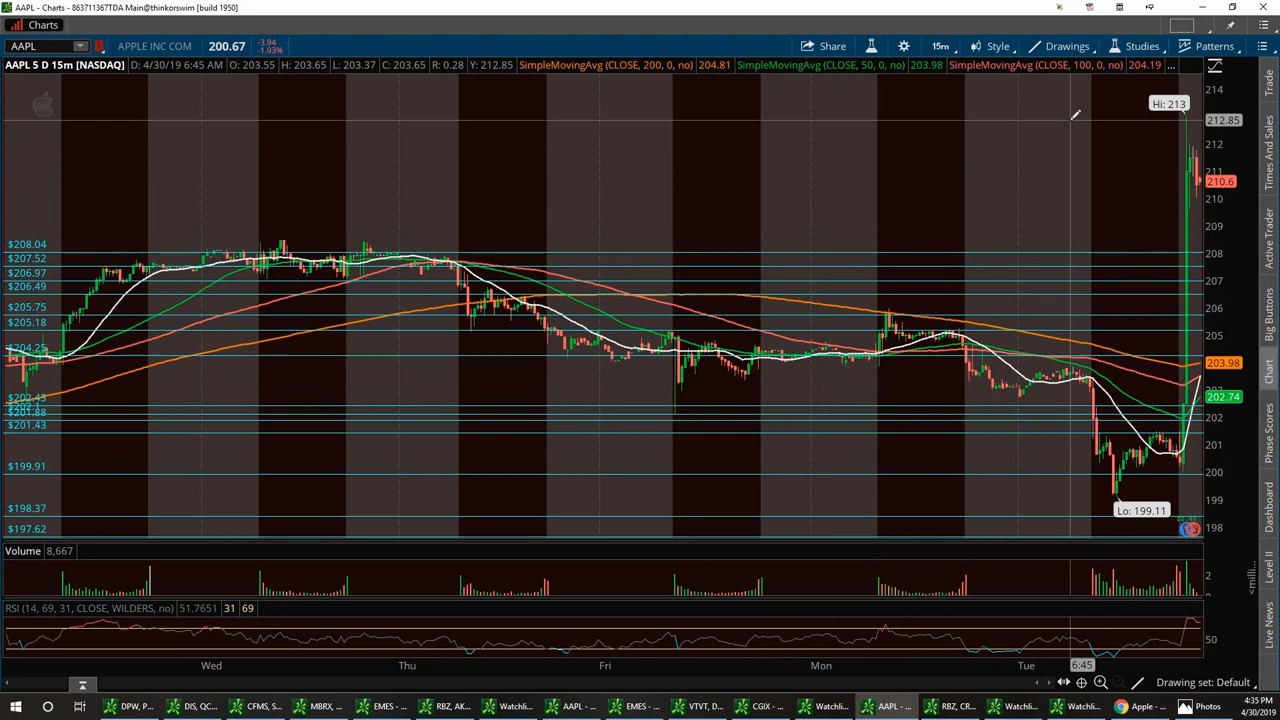 AAPL - Charts - 863711367TDA Main@thinkorswim [build 1950]
Charts
AAPL APPLE INC COM 200.67 -3.94 -1.93% Share 15m Style Drawings Studies Patterns
AAPL 5 D 15m [NASDAQ] D: 4/30/19 6:45 AM O: 203.55 H: 203.65 L: 203.37 C: 203.65 R: 0.28 Y: 212.85 SimpleMovingAvg (CLOSE, 200, 0, no) 204.81 SimpleMovingAvg (CLOSE, 50, 0, no) 203.98 SimpleMovingAvg (CLOSE, 100, 0, no) 204.19 ...
214
Hi: 213
212.85
212
211
210.6
210
209
$208.04
208
$207.52
207
$206.97
$206.49
206
$205.75
$205.18
205
$204.25
203.98
202.74
$202.43
202
$201.88
$201.43
201
$199.91
200
199
Lo: 199.11
$198.37
198
$197.62
Volume 8,667
2
<milli...
RSI (14, 69, 31, CLOSE, WILDERS, no) 51.7651 31 69
50
Wed Thu Fri Mon Tue 6:45
Drawing set: Default
Trade
Times And Sales
Active Trader
Big Buttons
Chart
Phase Scores
Dashboard
Level II
Live News
DPW, P... DIS, QC... CFMS, S... MBRX, ... EMES - ... RBZ, AK... Watchli... AAPL - ... EMES - ... VTVT, D... CGIX - ... Watchli... AAPL - ... RBZ, CR... Watchli... Watchli... Apple - ... Photos
4:35 PM
4/30/2019